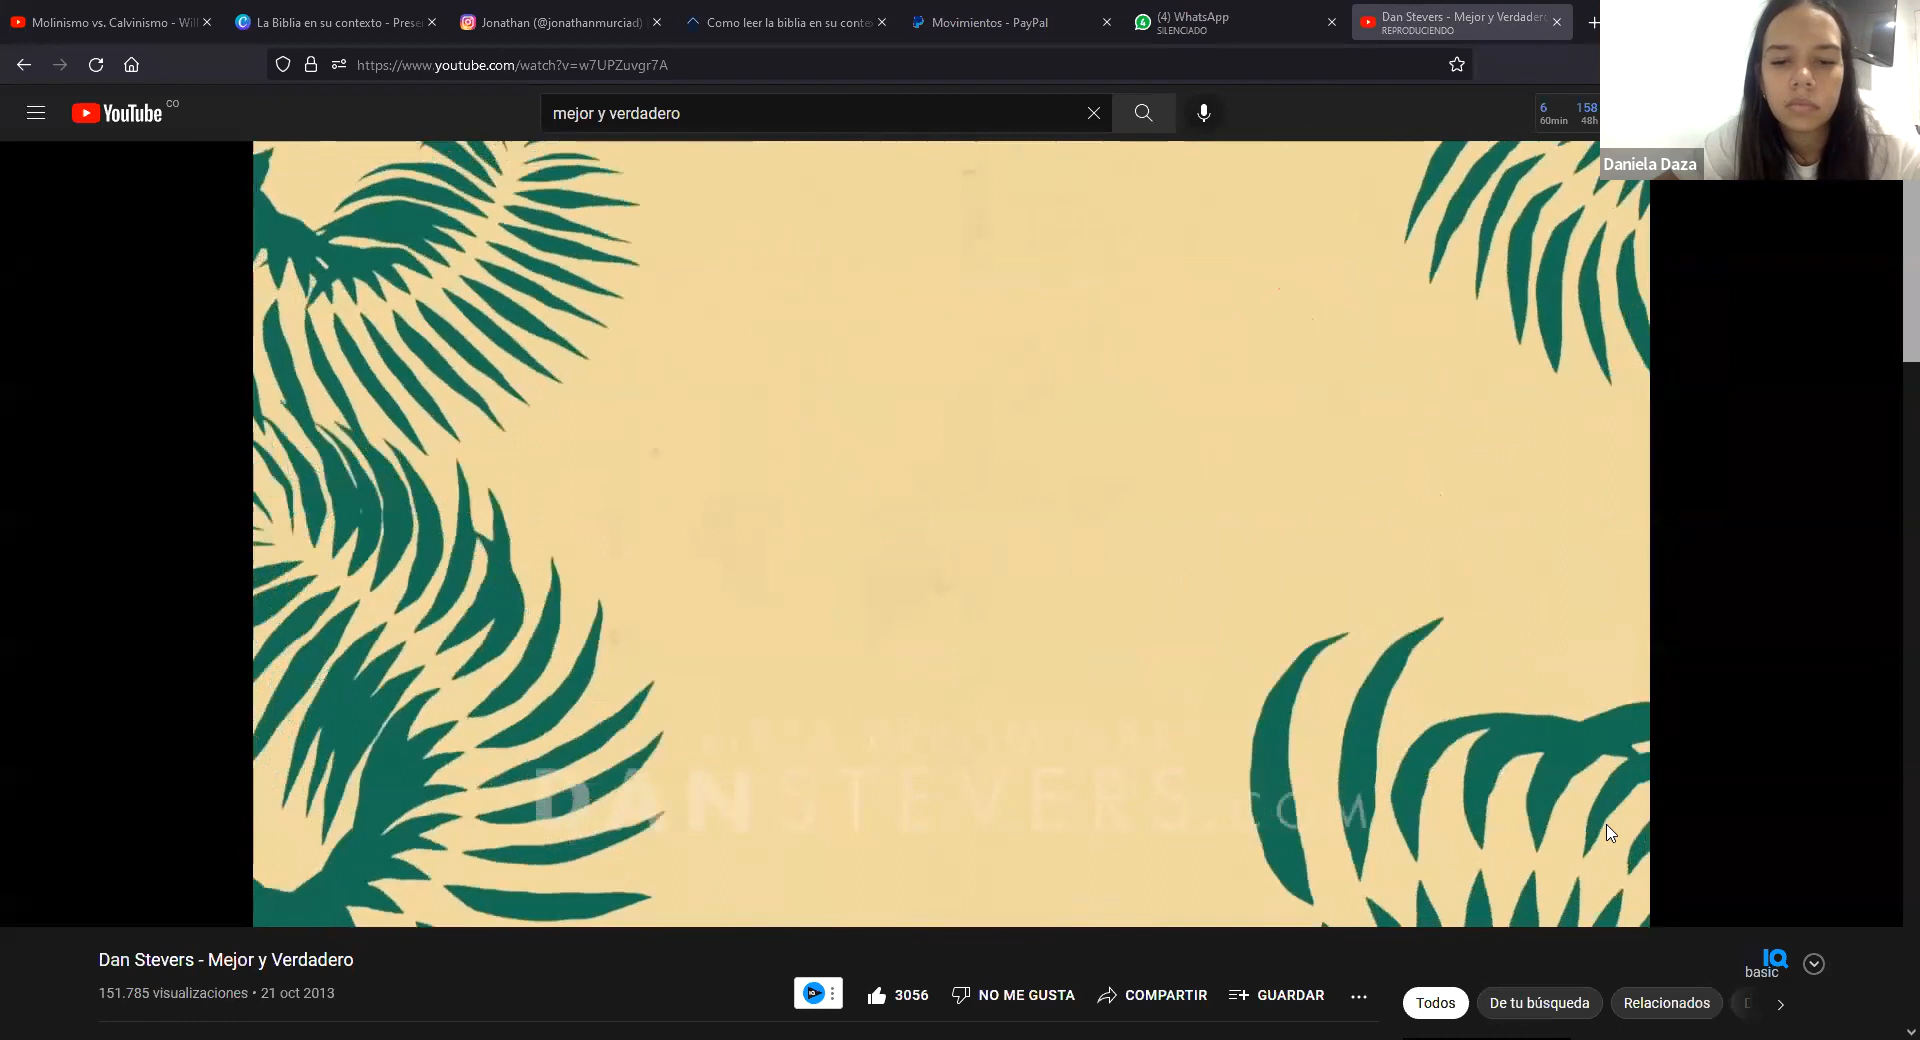 Molinismo vs. Calvinismo - Will
La Biblia en su contexto - Prese
Jonathan (@jonathanmurciad)
Como leer la biblia en su conte
Movimientos - PayPal
(4) WhatsApp
SILENCIADO
Dan Stevers - Mejor y Verdadero
REPRODUCIENDO
https://www.youtube.com/watch?v=w7UPZuvgr7A
YouTube CO
mejor y verdadero
6 158
60min 48h
Daniela Daza
DANSTEVERS.COM
Dan Stevers - Mejor y Verdadero
151.785 visualizaciones • 21 oct 2013
IQ
basic
3056 NO ME GUSTA COMPARTIR GUARDAR
Todos De tu búsqueda Relacionados